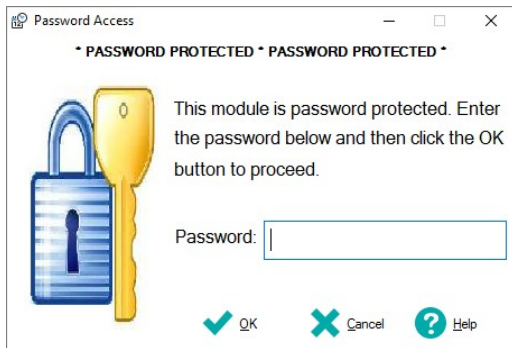 Password Access
* PASSWORD PROTECTED * PASSWORD PROTECTED *
This module is password protected. Enter
the password below and then click the OK
button to proceed.
Password:
OK Cancel Help